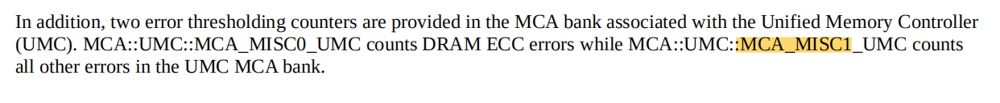 In addition, two error thresholding counters are provided in the MCA bank associated with the Unified Memory Controller
(UMC). MCA::UMC::MCA_MISC0_UMC counts DRAM ECC errors while MCA::UMC::MCA_MISC1_UMC counts
all other errors in the UMC MCA bank.